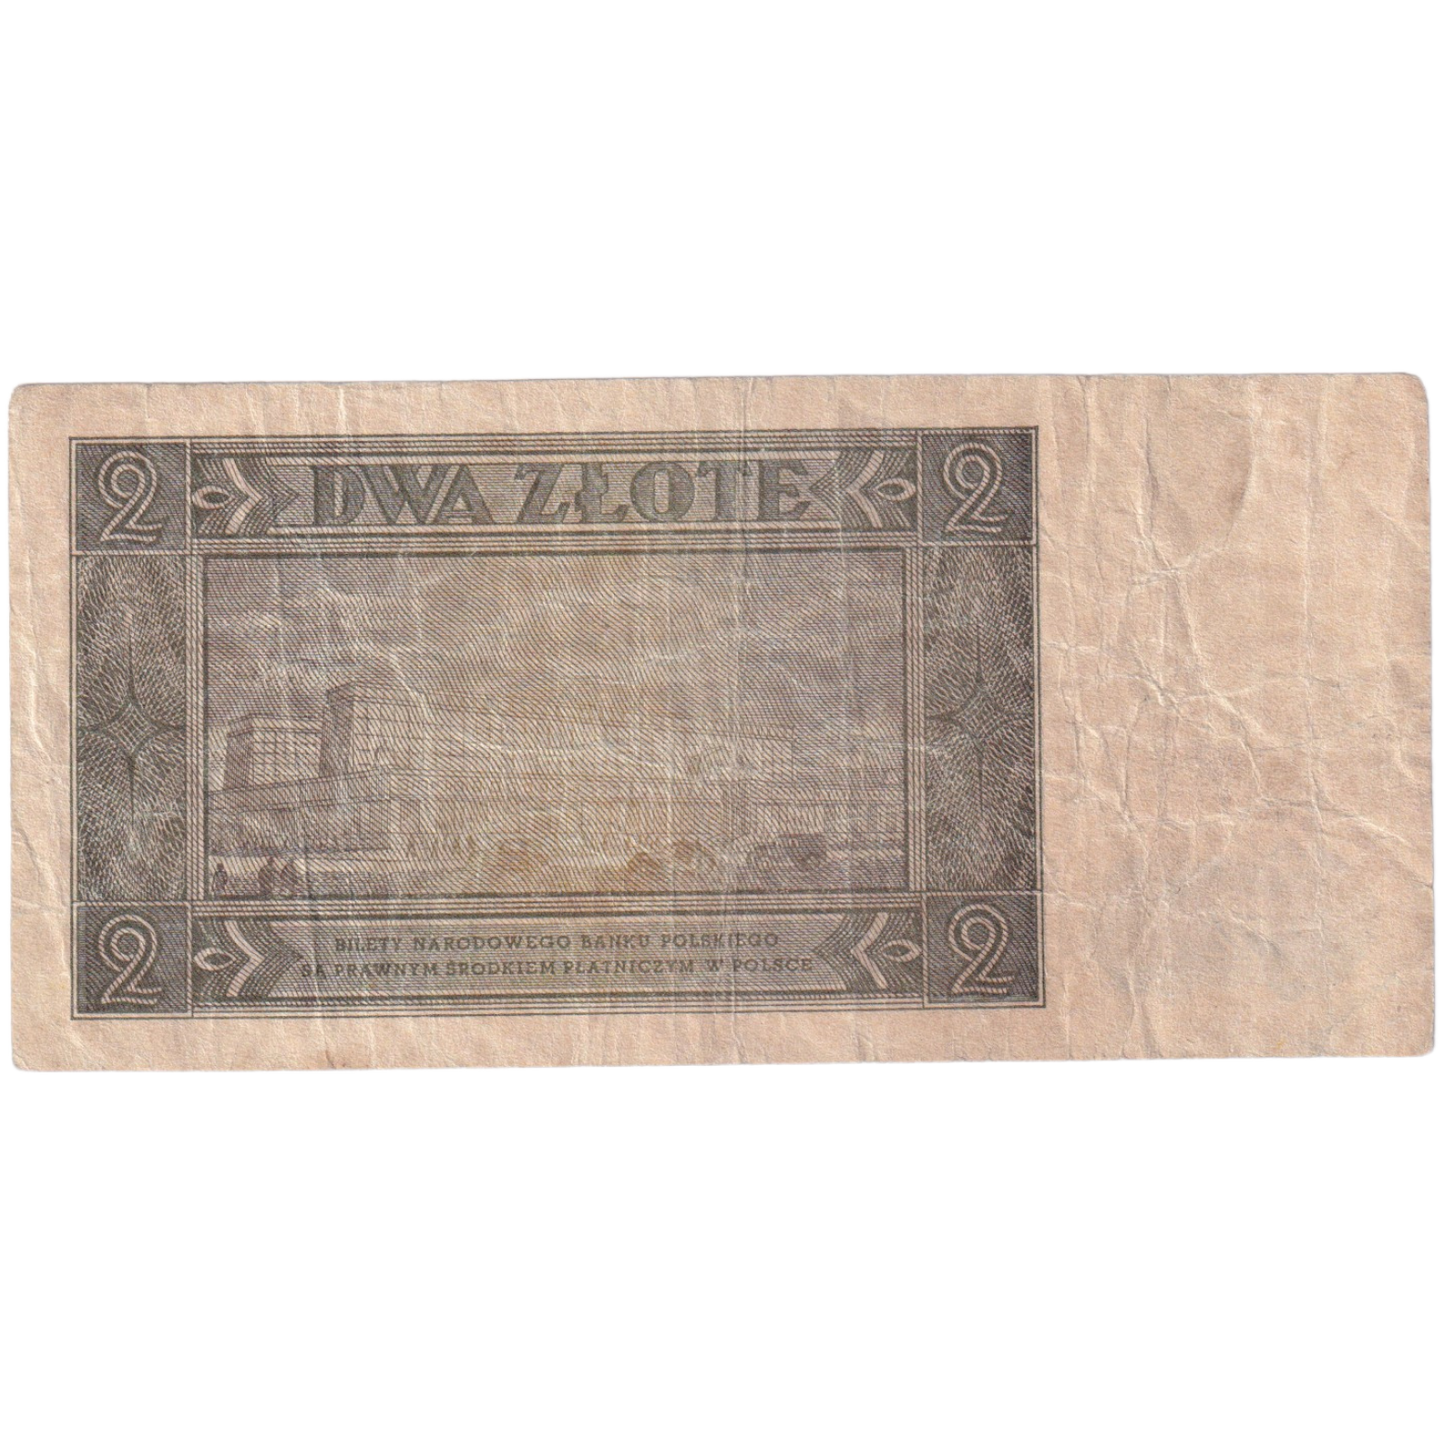 2 DWA ZŁOTE 2
BILETY NARODOWEGO BANKU POLSKIEGO
2 SĄ PRAWNYM ŚRODKIEM PŁATNICZYM W POLSCE 2